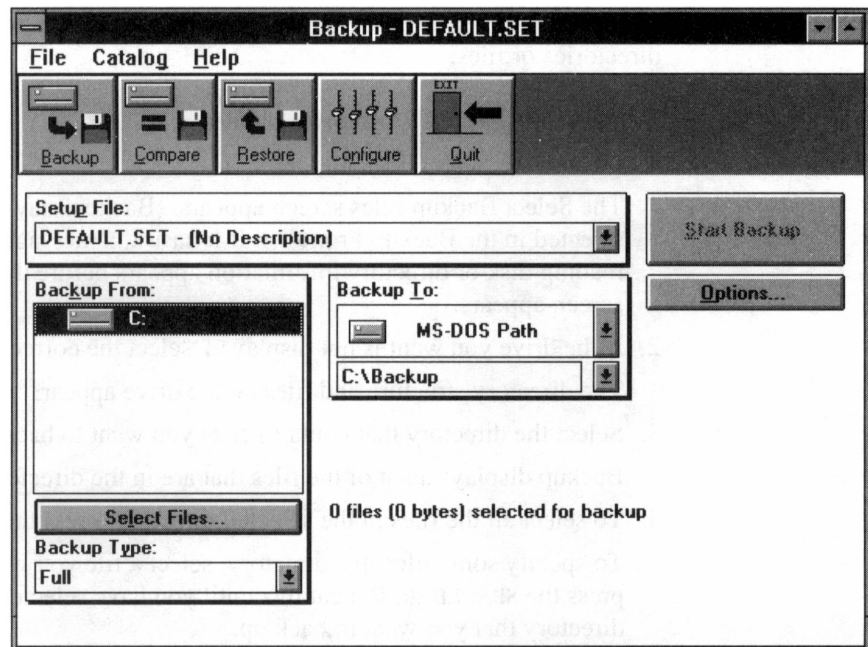 Backup - DEFAULT.SET
File Catalog Help
Backup
Compare
Restore
Configure
EXIT
Quit
Setup File:
DEFAULT.SET - (No Description)
Start Backup
Backup From:
C:
Backup To:
MS-DOS Path
C:\Backup
Options...
Select Files...
0 files (0 bytes) selected for backup
Backup Type:
Full